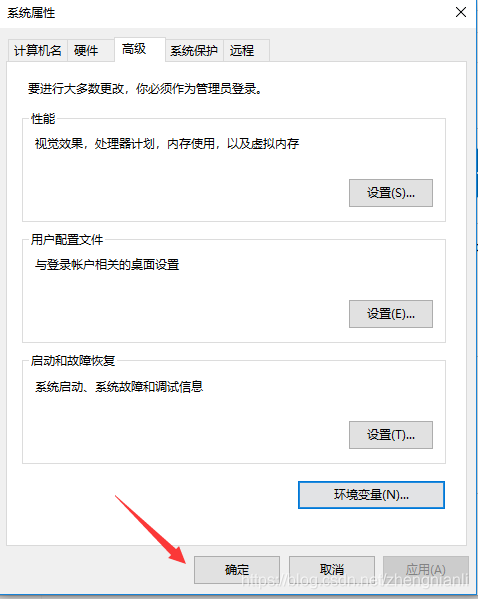 系统属性
计算机名 硬件 高级 系统保护 远程
要进行大多数更改，你必须作为管理员登录。
性能
视觉效果，处理器计划，内存使用，以及虚拟内存
设置(S)...
用户配置文件
与登录帐户相关的桌面设置
设置(E)...
启动和故障恢复
系统启动、系统故障和调试信息
设置(T)...
环境变量(N)...
确定 取消 应用(A)
https://blog.csdn.net/zhengnianli